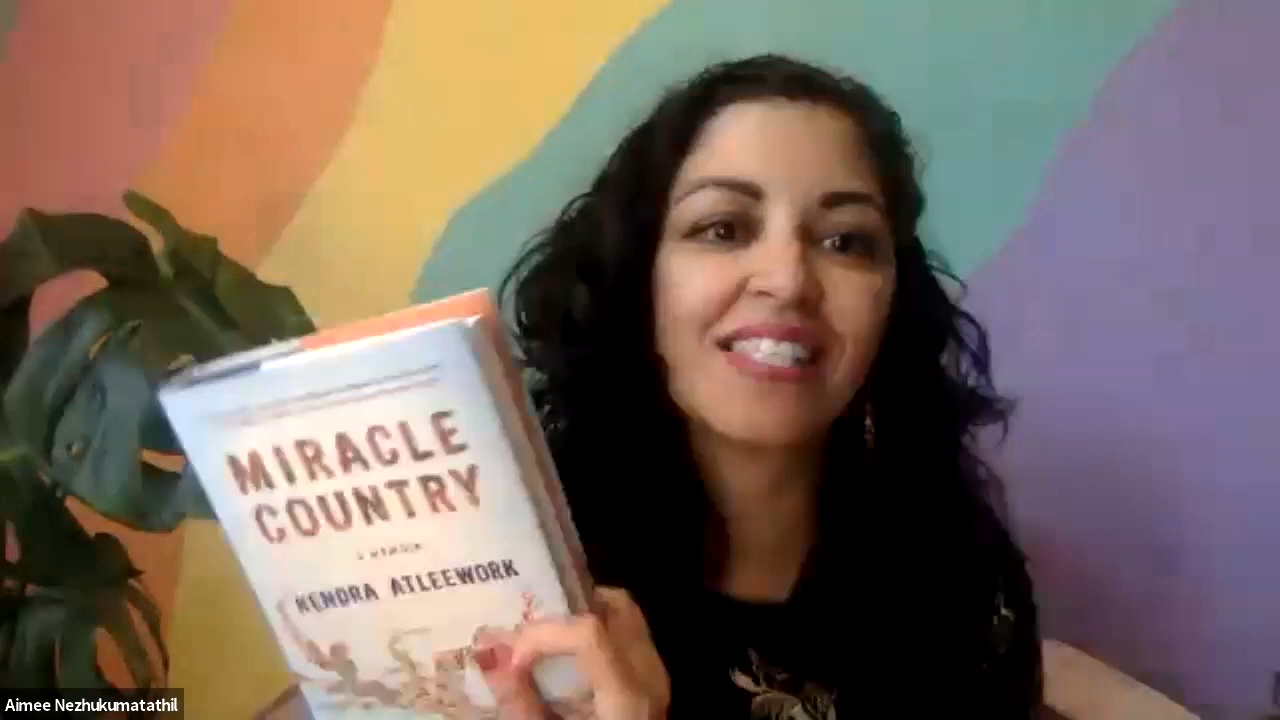 MIRACLE
COUNTRY
A MEMOIR
KENDRA ATLEEWORK
Aimee Nezhukumatathil